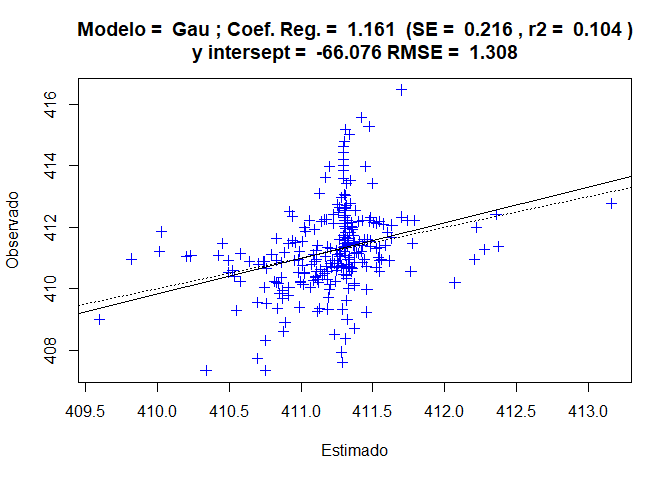 Modelo = Gau ; Coef. Reg. = 1.161 (SE = 0.216 , r2 = 0.104 )
y intersept = -66.076 RMSE = 1.308
416
414
412
410
408
Observado
409.5 410.0 410.5 411.0 411.5 412.0 412.5 413.0
Estimado